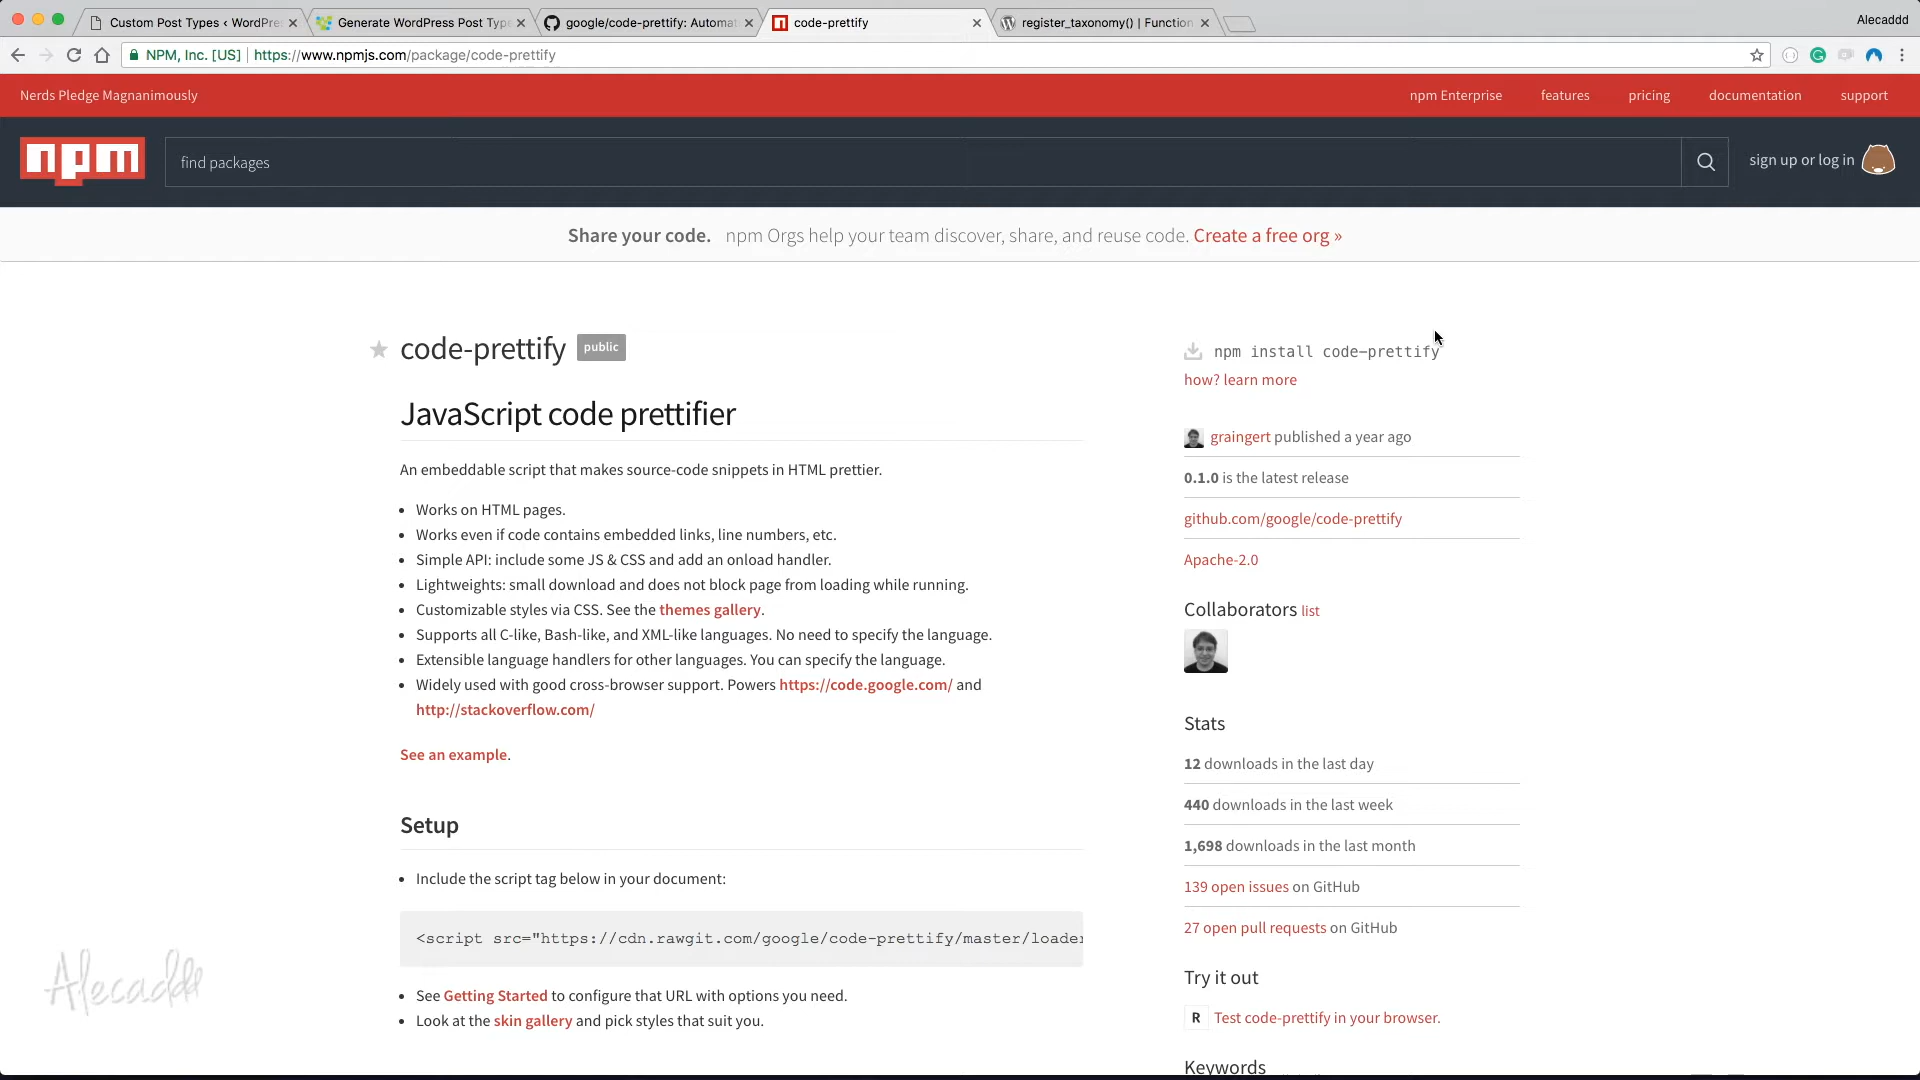 Custom Post Types ‹ WordPre
Generate WordPress Post Type
google/code-prettify: Automat
code-prettify
register_taxonomy() | Function
Alecaddd
NPM, Inc. [US]
https://www.npmjs.com/package/code-prettify
Nerds Pledge Magnanimously
npm Enterprise
features
pricing
documentation
support
npm
find packages
sign up or log in
Share your code. npm Orgs help your team discover, share, and reuse code. Create a free org »
code-prettify
public
JavaScript code prettifier
An embeddable script that makes source-code snippets in HTML prettier.
• Works on HTML pages.
• Works even if code contains embedded links, line numbers, etc.
• Simple API: include some JS & CSS and add an onload handler.
• Lightweights: small download and does not block page from loading while running.
• Customizable styles via CSS. See the themes gallery.
• Supports all C-like, Bash-like, and XML-like languages. No need to specify the language.
• Extensible language handlers for other languages. You can specify the language.
• Widely used with good cross-browser support. Powers https://code.google.com/ and
http://stackoverflow.com/
See an example.
Setup
• Include the script tag below in your document:
<script src="https://cdn.rawgit.com/google/code-prettify/master/loader
• See Getting Started to configure that URL with options you need.
• Look at the skin gallery and pick styles that suit you.
npm install code-prettify
how? learn more
graingert published a year ago
0.1.0 is the latest release
github.com/google/code-prettify
Apache-2.0
Collaborators list
Stats
12 downloads in the last day
440 downloads in the last week
1,698 downloads in the last month
139 open issues on GitHub
27 open pull requests on GitHub
Try it out
R Test code-prettify in your browser.
Keywords
Alecaddd